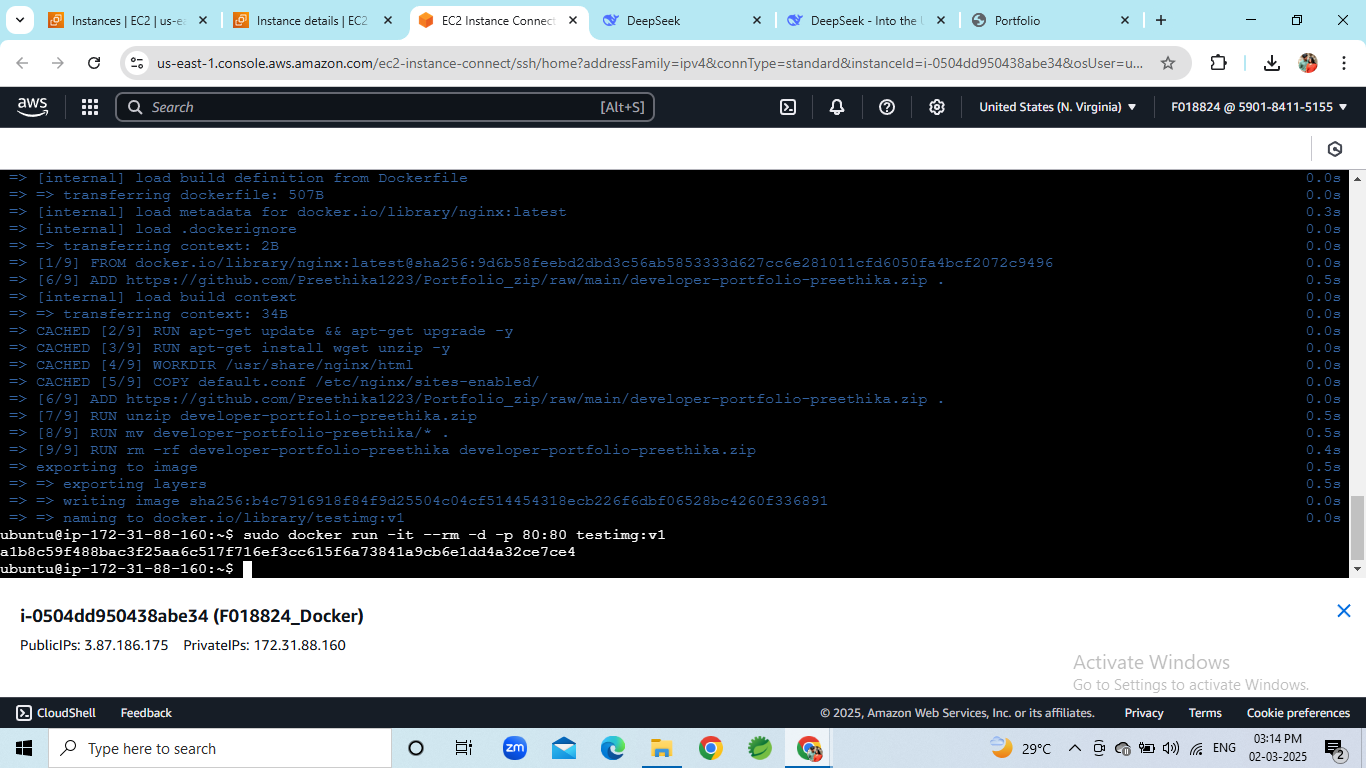 Instances | EC2 | us-ea
Instance details | EC2
EC2 Instance Connect
DeepSeek
DeepSeek - Into the U
Portfolio
us-east-1.console.aws.amazon.com/ec2-instance-connect/ssh/home?addressFamily=ipv4&connType=standard&instanceId=i-0504dd950438abe34&osUser=u...
aws
Search
[Alt+S]
United States (N. Virginia)
F018824 @ 5901-8411-5155
=> [internal] load build definition from Dockerfile 0.0s
=> => transferring dockerfile: 507B 0.0s
=> [internal] load metadata for docker.io/library/nginx:latest 0.3s
=> [internal] load .dockerignore 0.0s
=> => transferring context: 2B 0.0s
=> [1/9] FROM docker.io/library/nginx:latest@sha256:9d6b58feebd2dbd3c56ab5853333d627cc6e281011cfd6050fa4bcf2072c9496 0.0s
=> [6/9] ADD https://github.com/Preethika1223/Portfolio_zip/raw/main/developer-portfolio-preethika.zip . 0.5s
=> [internal] load build context 0.0s
=> => transferring context: 34B 0.0s
=> CACHED [2/9] RUN apt-get update && apt-get upgrade -y 0.0s
=> CACHED [3/9] RUN apt-get install wget unzip -y 0.0s
=> CACHED [4/9] WORKDIR /usr/share/nginx/html 0.0s
=> CACHED [5/9] COPY default.conf /etc/nginx/sites-enabled/ 0.0s
=> [6/9] ADD https://github.com/Preethika1223/Portfolio_zip/raw/main/developer-portfolio-preethika.zip . 0.0s
=> [7/9] RUN unzip developer-portfolio-preethika.zip 0.5s
=> [8/9] RUN mv developer-portfolio-preethika/* . 0.5s
=> [9/9] RUN rm -rf developer-portfolio-preethika developer-portfolio-preethika.zip 0.4s
=> exporting to image 0.5s
=> => exporting layers 0.5s
=> => writing image sha256:b4c7916918f84f9d25504c04cf514454318ecb226f6dbf06528bc4260f336891 0.0s
=> => naming to docker.io/library/testimg:v1 0.0s
ubuntu@ip-172-31-88-160:~$ sudo docker run -it --rm -d -p 80:80 testimg:v1
a1b8c59f488bac3f25aa6c517f716ef3cc615f6a73841a9cb6e1dd4a32ce7ce4
ubuntu@ip-172-31-88-160:~$
i-0504dd950438abe34 (F018824_Docker)
PublicIPs: 3.87.186.175 PrivateIPs: 172.31.88.160
Activate Windows
Go to Settings to activate Windows.
CloudShell
Feedback
© 2025, Amazon Web Services, Inc. or its affiliates.
Privacy
Terms
Cookie preferences
Type here to search
zm
29°C
ENG
03:14 PM
02-03-2025
2